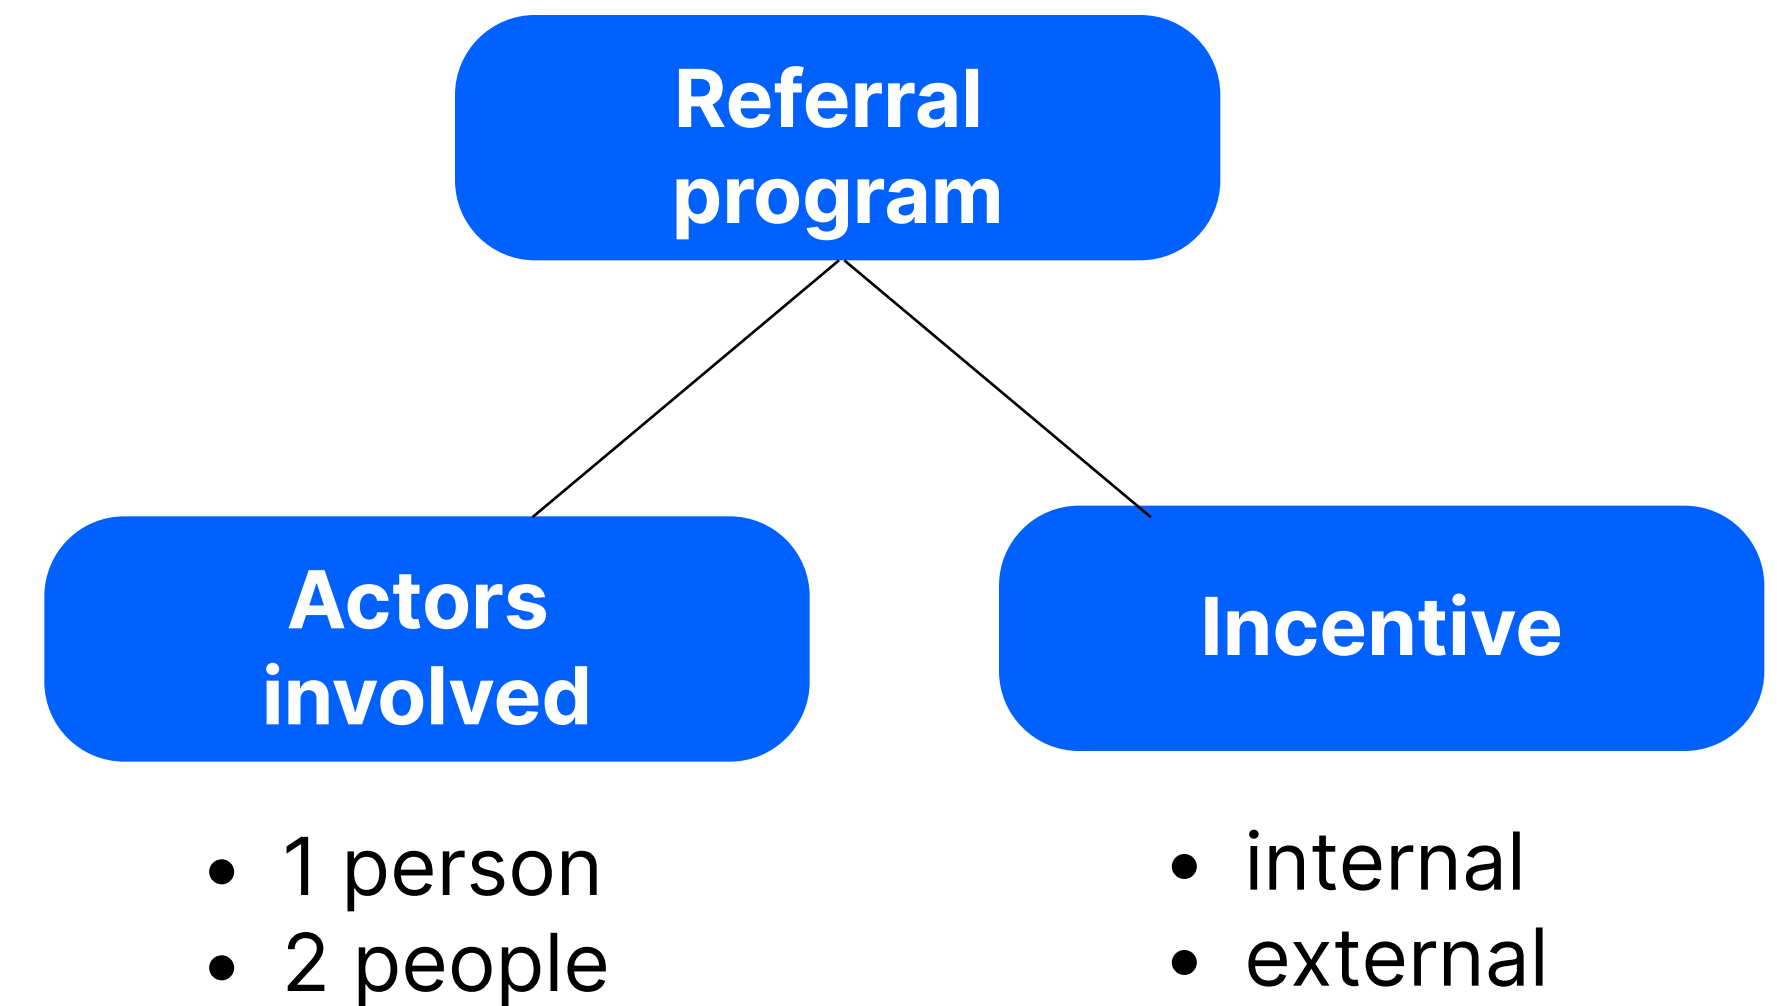 Referral
program
Actors
involved
• 1 person
• 2 people
Incentive
• internal
• external